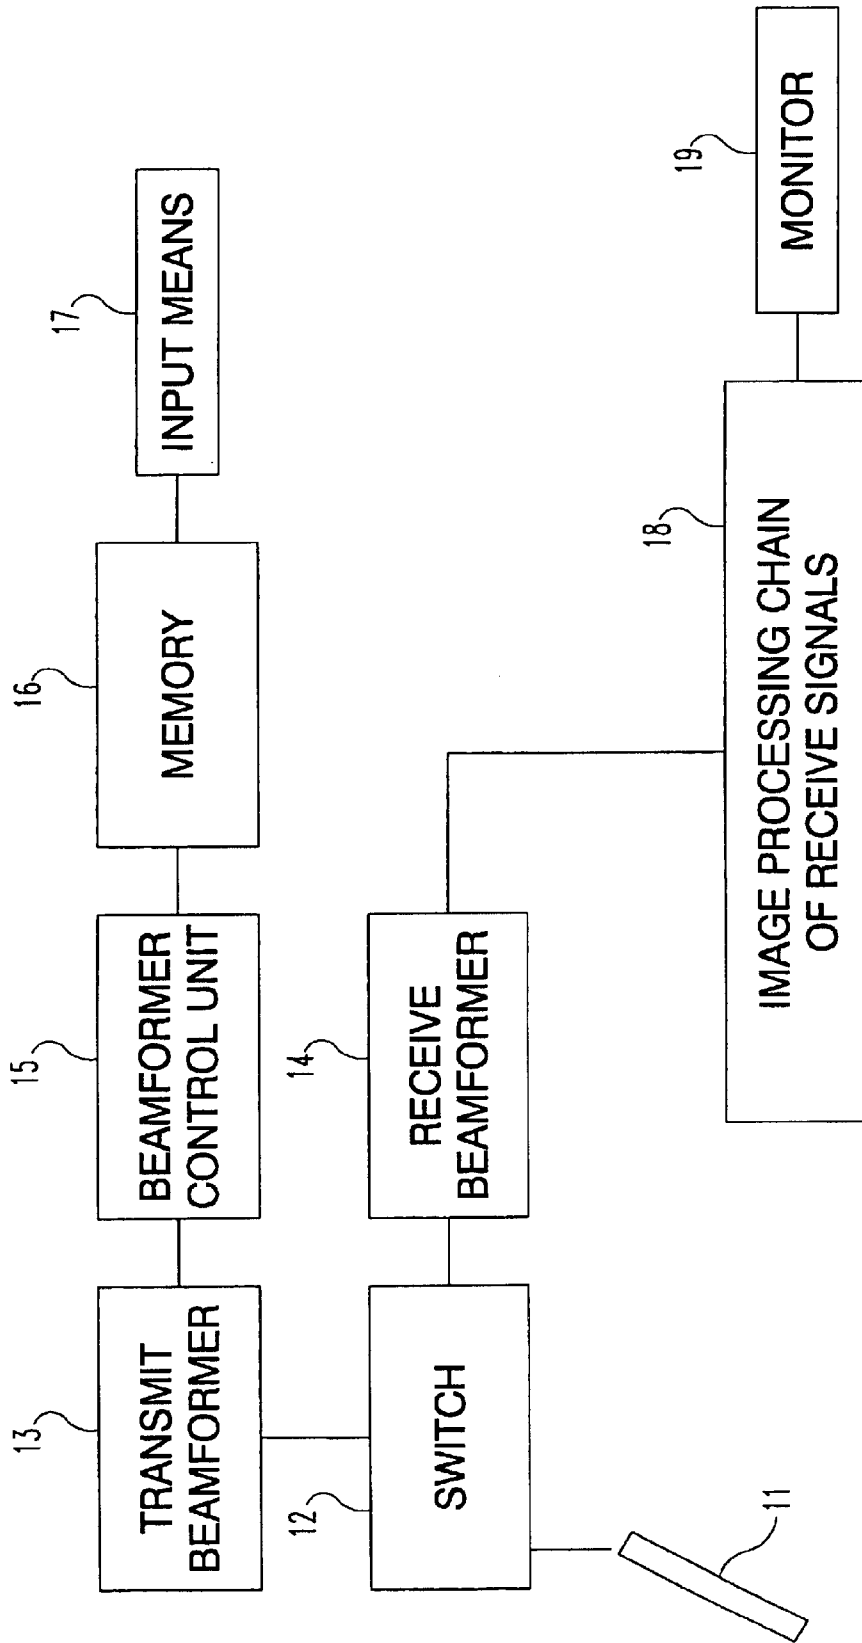 13
TRANSMIT
BEAMFORMER
15
BEAMFORMER
CONTROL UNIT
16
MEMORY
17
INPUT MEANS
12
SWITCH
14
RECEIVE
BEAMFORMER
11
18
IMAGE PROCESSING CHAIN
OF RECEIVE SIGNALS
19
MONITOR